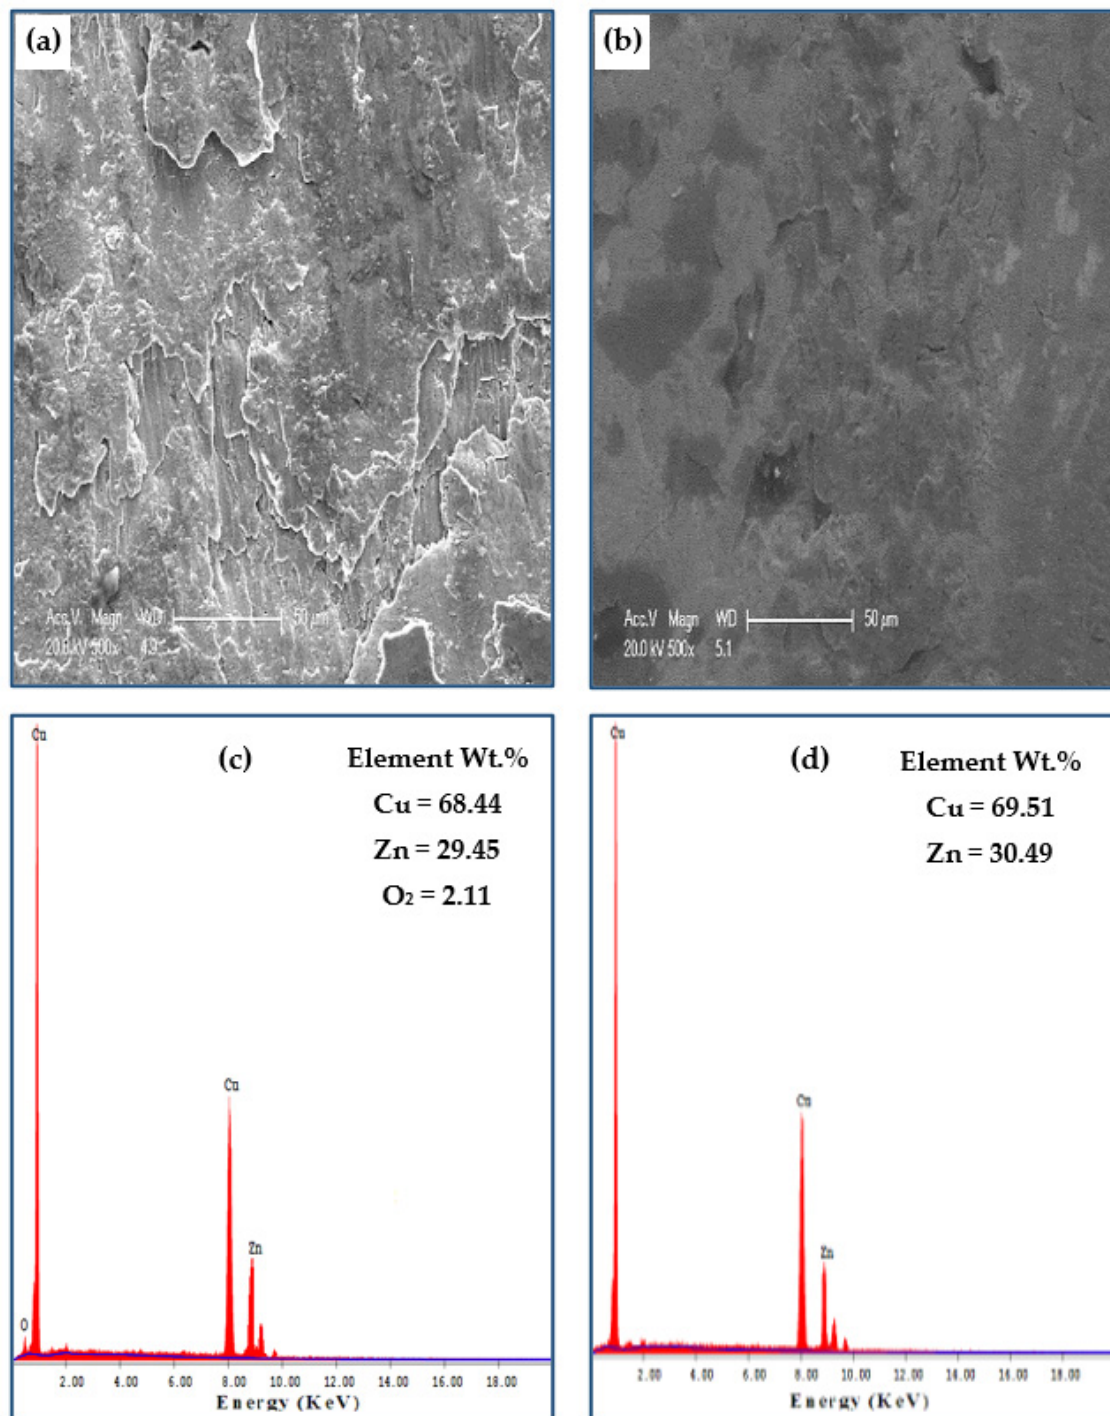 (a)
Acc.V Magn WD 50 µm
20.0 kV 500x 4.9
(b)
Acc.V Magn WD 50 µm
20.0 kV 500x 5.1
(c)
Element Wt.%
Cu = 68.44
Zn = 29.45
O₂ = 2.11
Cu
Cu
Zn
O
2.00 4.00 6.00 8.00 10.00 12.00 14.00 16.00 18.00
Energy (KeV)
(d)
Element Wt.%
Cu = 69.51
Zn = 30.49
Cu
Cu
Zn
2.00 4.00 6.00 8.00 10.00 12.00 14.00 16.00 18.00
Energy (KeV)